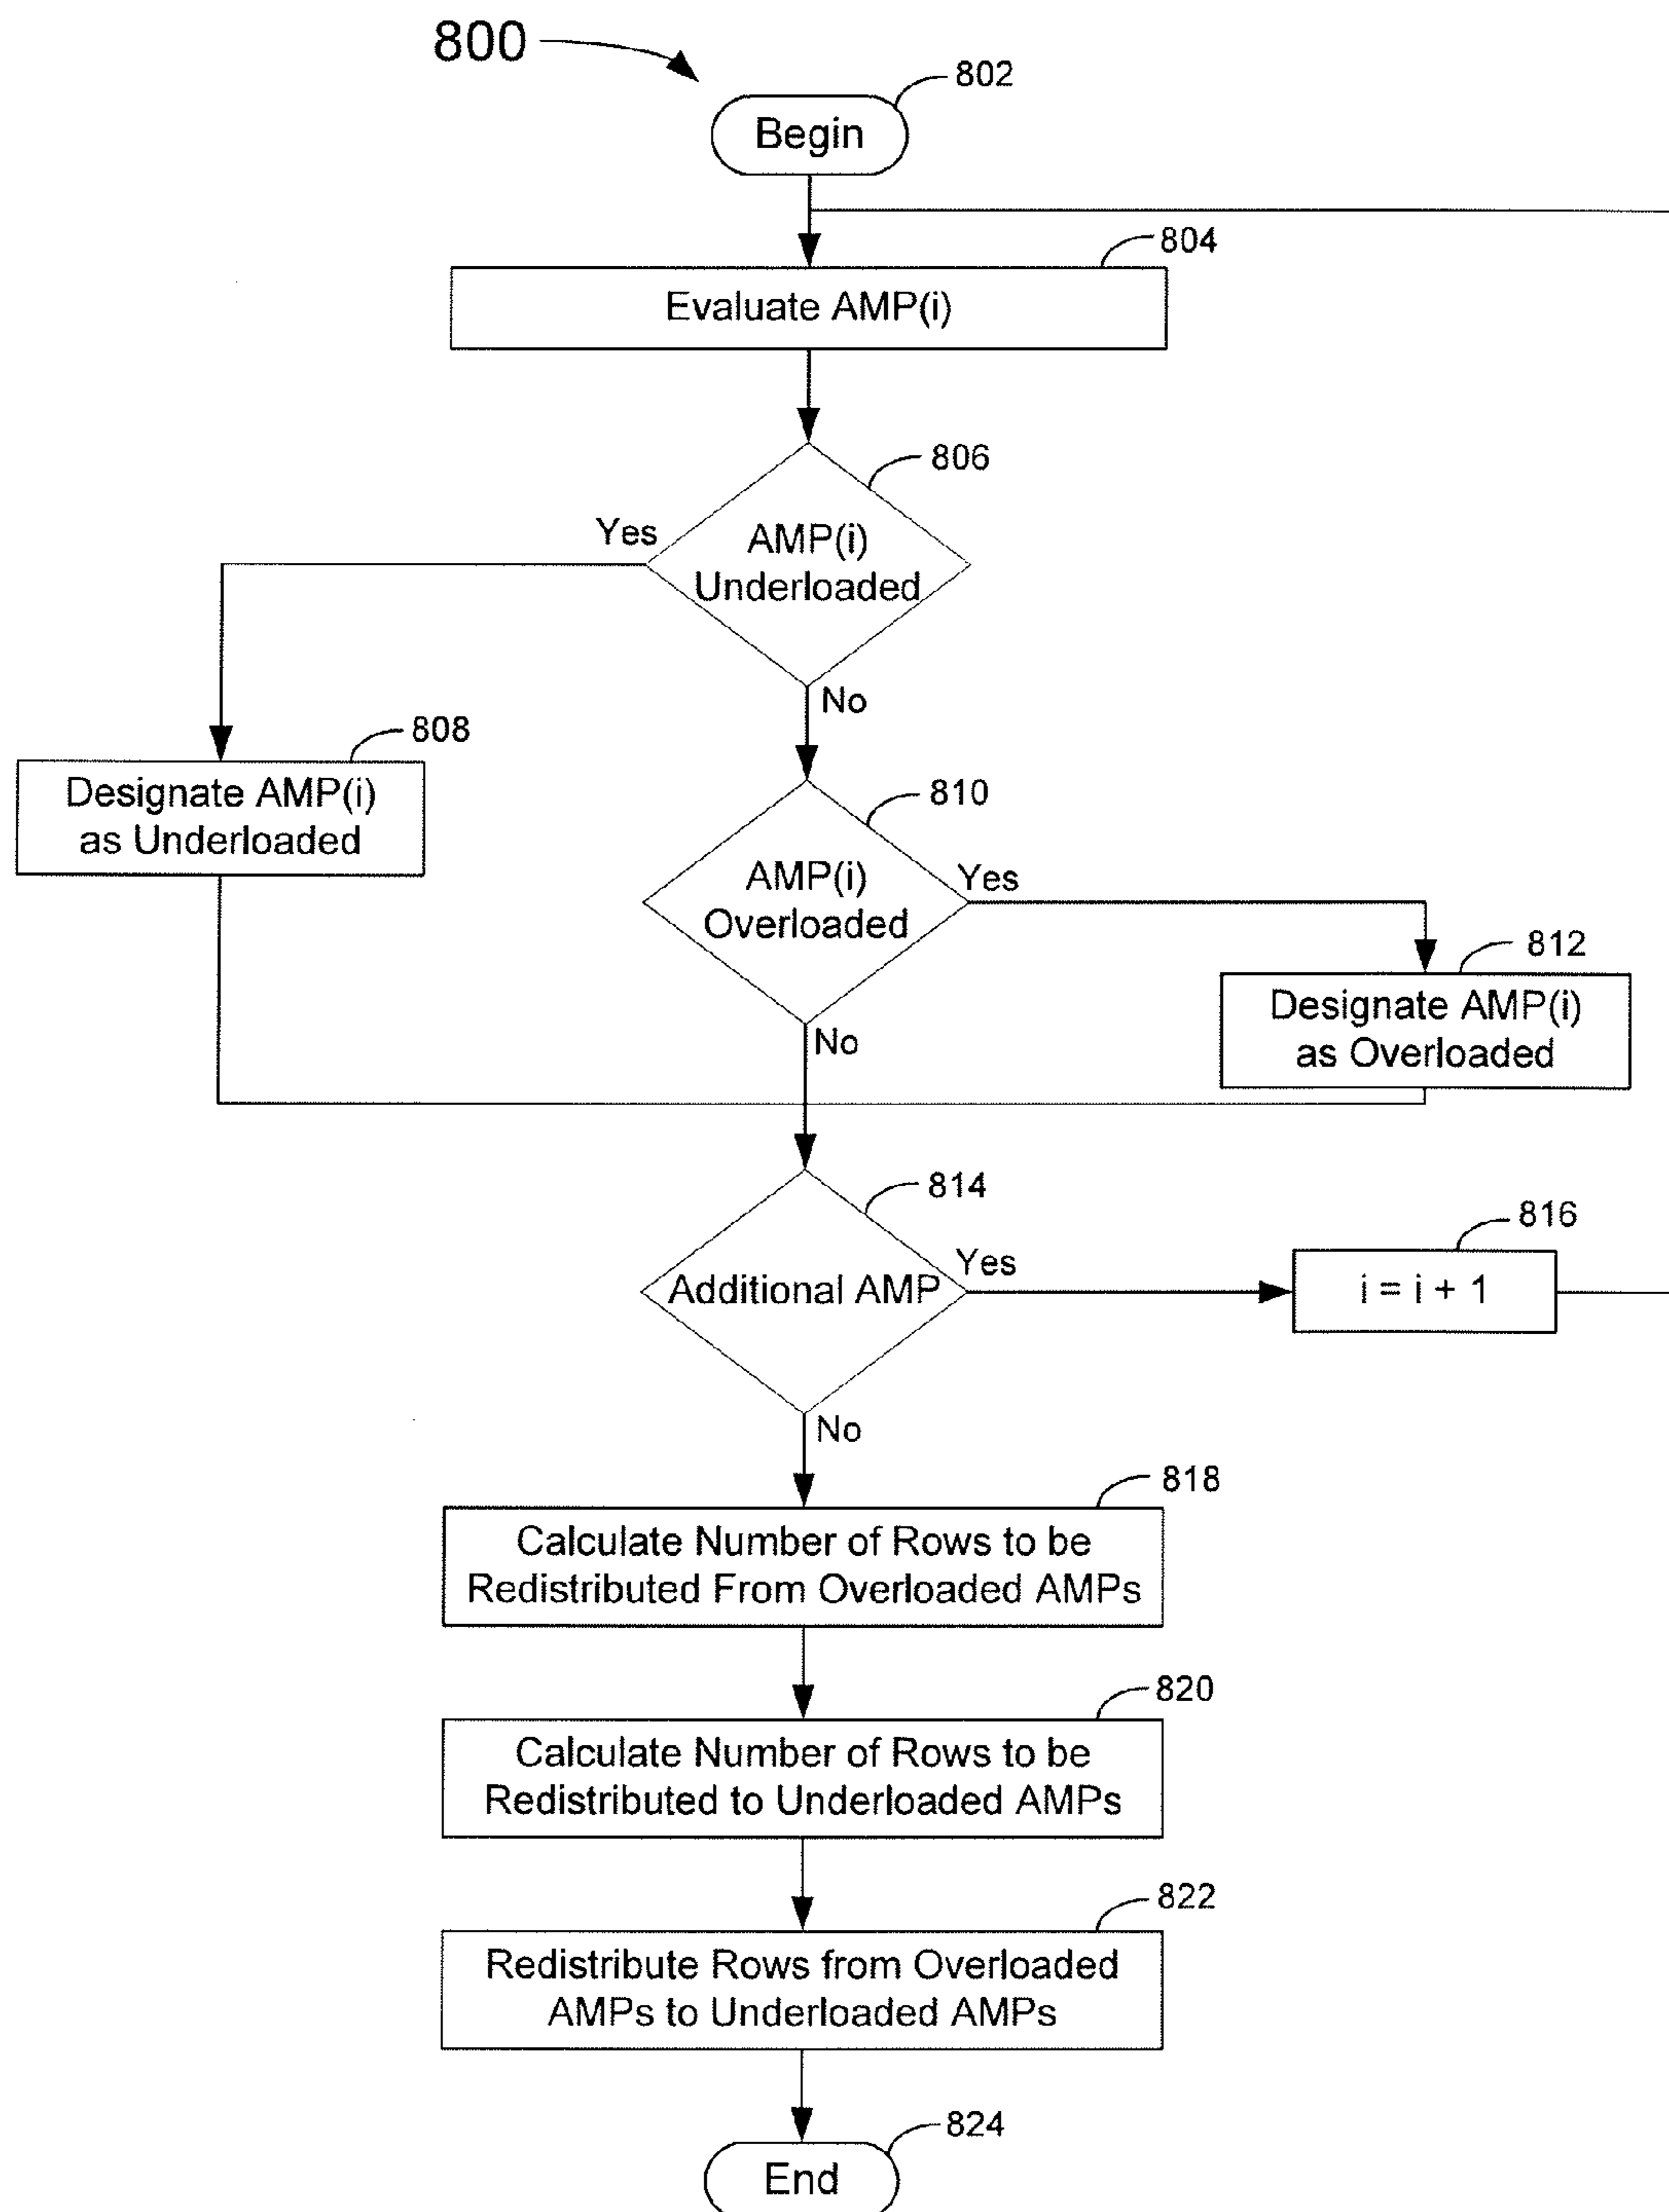 800
802
Begin
804
Evaluate AMP(i)
806
Yes
AMP(i)
Underloaded
No
808
Designate AMP(i)
as Underloaded
810
AMP(i)
Overloaded
Yes
812
Designate AMP(i)
as Overloaded
No
814
Additional AMP
Yes
816
i = i + 1
No
818
Calculate Number of Rows to be
Redistributed From Overloaded AMPs
820
Calculate Number of Rows to be
Redistributed to Underloaded AMPs
822
Redistribute Rows from Overloaded
AMPs to Underloaded AMPs
824
End